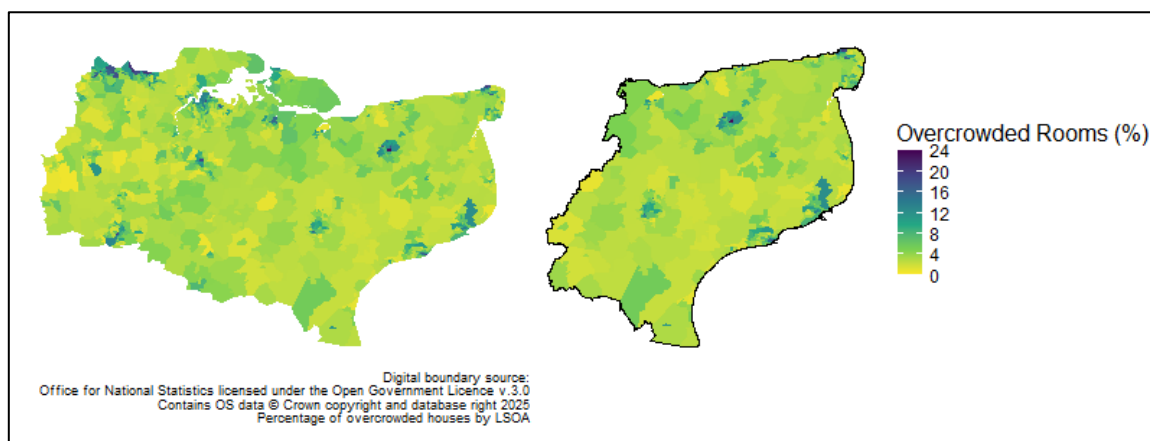 Overcrowded Rooms (%)
24
20
16
12
8
4
0
Digital boundary source:
Office for National Statistics licensed under the Open Government Licence v.3.0
Contains OS data © Crown copyright and database right 2025
Percentage of overcrowded houses by LSOA